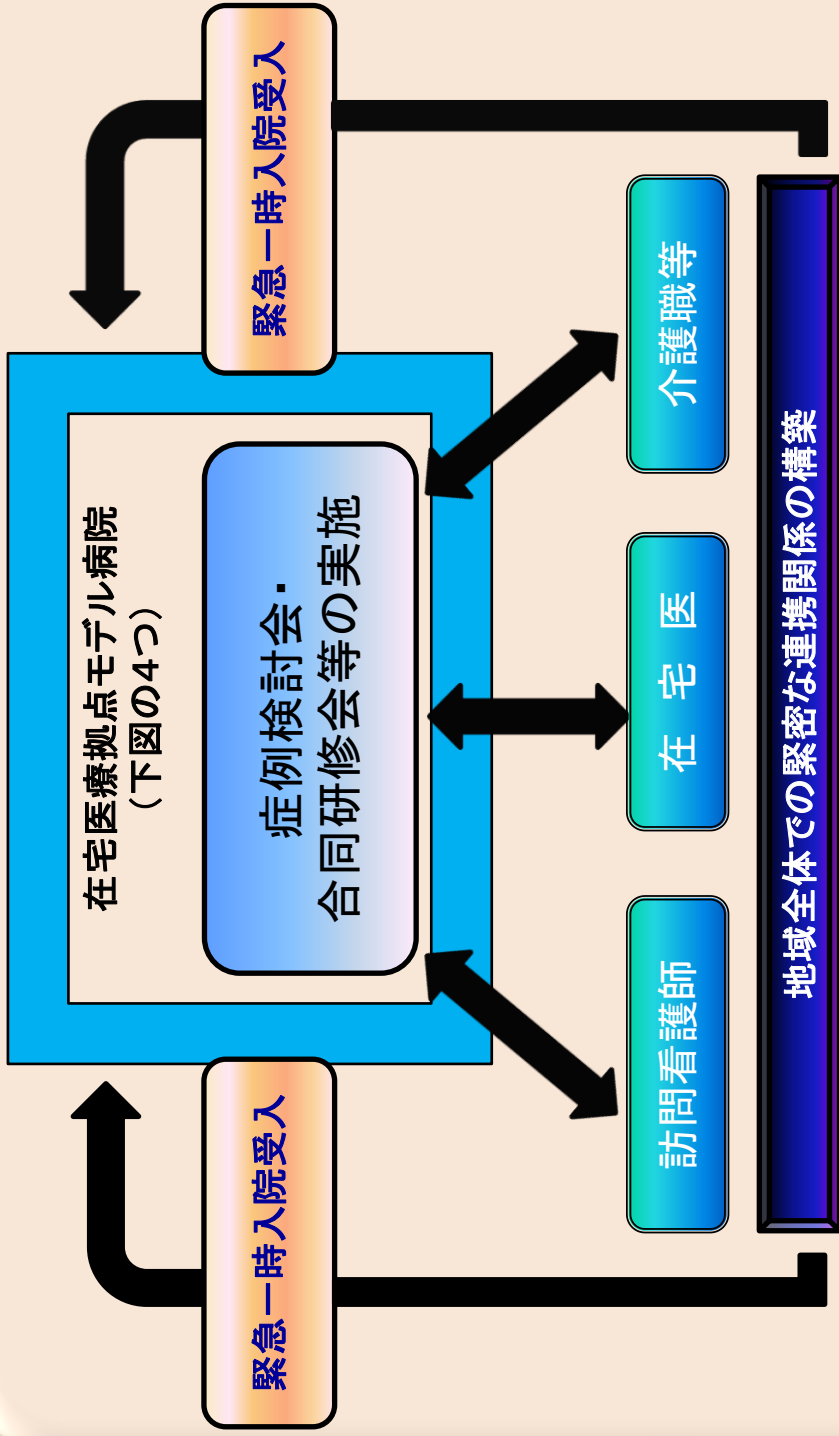 在宅医療拠点モデル病院
（下図の4つ）
症例検討会・
合同研修会等の実施
緊急一時入院受入
緊急一時入院受入
訪問看護師
在 宅 医
介護職等
地域全体での緊密な連携関係の構築